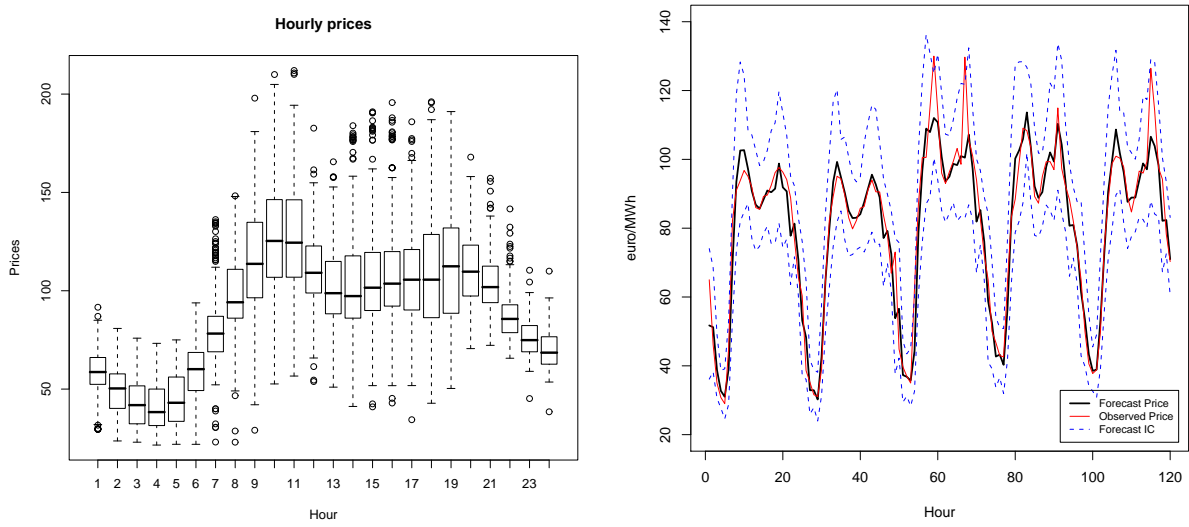 Hourly prices
Prices
200
150
100
50
1 2 3 4 5 6 7 8 9 11 13 15 17 19 21 23
Hour
euro/MWh
140
120
100
80
60
40
20
Forecast Price
Observed Price
Forecast IC
0 20 40 60 80 100 120
Hour